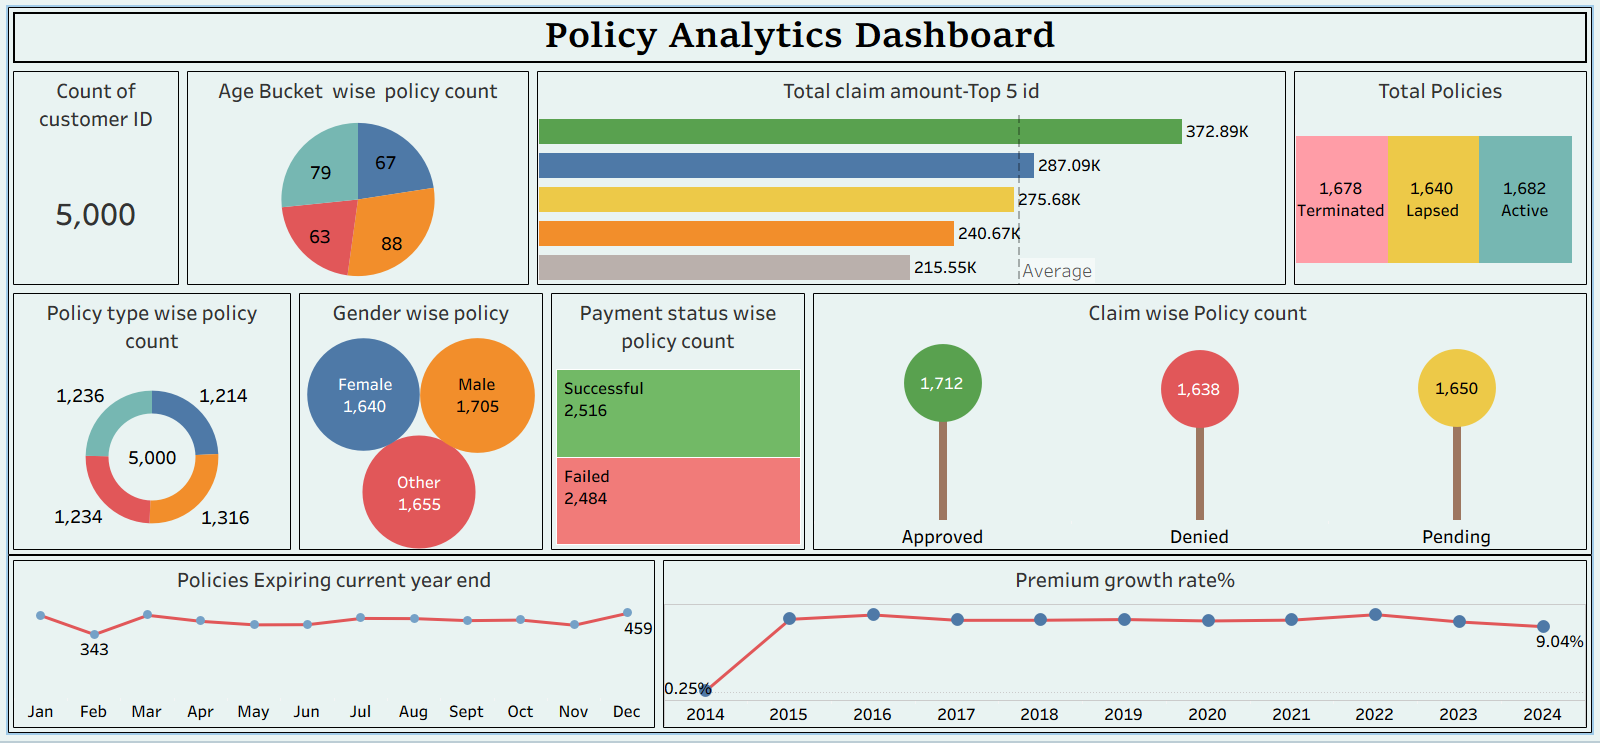 Policy Analytics Dashboard
Count of
customer ID
5,000
Age Bucket wise policy count
79
67
63
88
Total claim amount-Top 5 id
372.89K
287.09K
275.68K
240.67K
215.55K
Average
Total Policies
1,678
Terminated
1,640
Lapsed
1,682
Active
Policy type wise policy
count
1,236
1,214
5,000
1,234
1,316
Gender wise policy
Female
1,640
Male
1,705
Other
1,655
Payment status wise
policy count
Successful
2,516
Failed
2,484
Claim wise Policy count
1,712
1,638
1,650
Approved
Denied
Pending
Policies Expiring current year end
343
459
Jan Feb Mar Apr May Jun Jul Aug Sept Oct Nov Dec
Premium growth rate%
0.25%
9.04%
2014 2015 2016 2017 2018 2019 2020 2021 2022 2023 2024